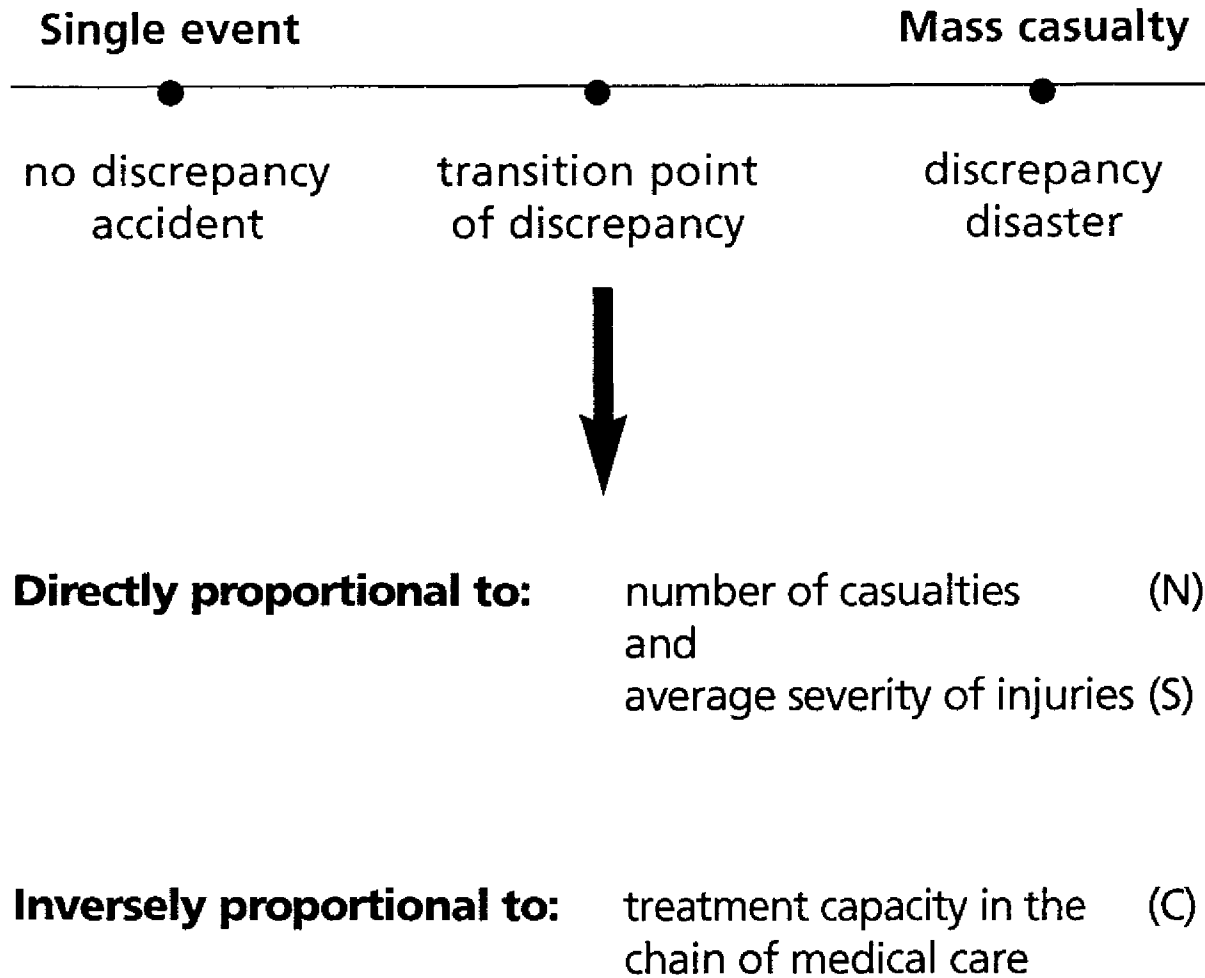 Single event
Mass casualty
no discrepancy
accident
transition point
of discrepancy
discrepancy
disaster
Directly proportional to:
number of casualties (N)
and
average severity of injuries (S)
Inversely proportional to:
treatment capacity in the (C)
chain of medical care